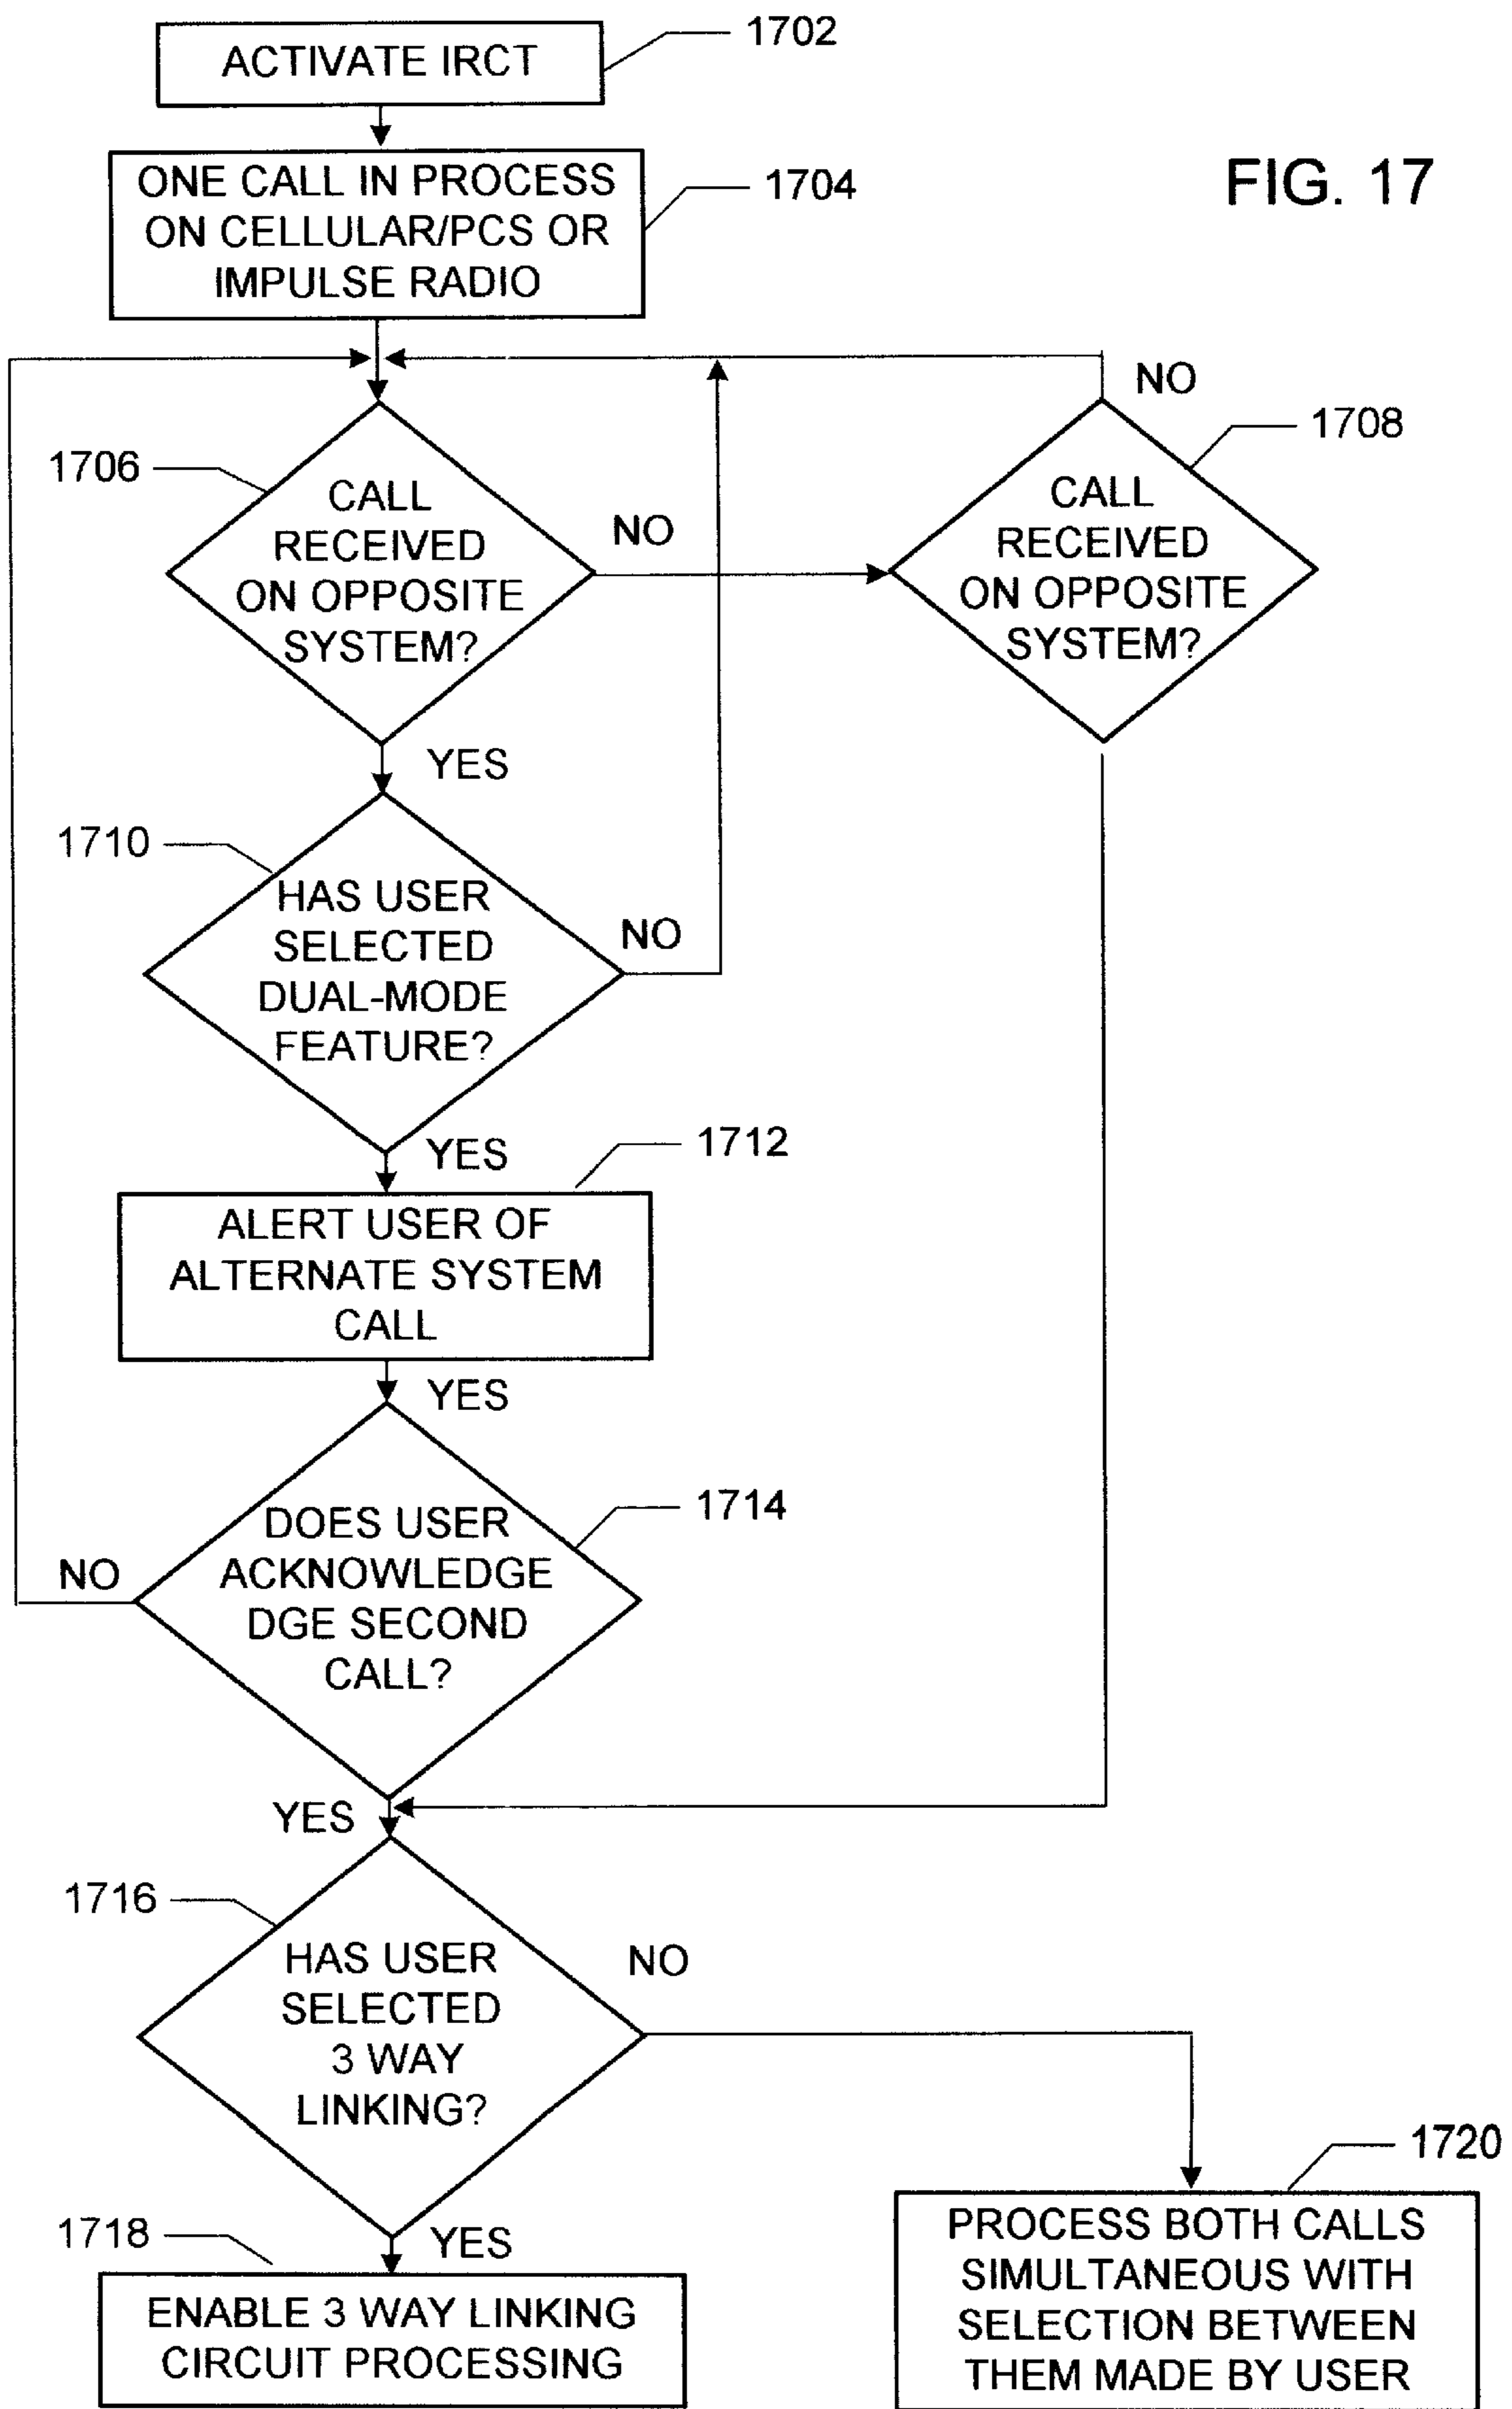 ACTIVATE IRCT
1702
FIG. 17
ONE CALL IN PROCESS
ON CELLULAR/PCS OR
IMPULSE RADIO
1704
1706
CALL
RECEIVED
ON OPPOSITE
SYSTEM?
NO
YES
NO
1708
CALL
RECEIVED
ON OPPOSITE
SYSTEM?
1710
HAS USER
SELECTED
DUAL-MODE
FEATURE?
NO
YES
1712
ALERT USER OF
ALTERNATE SYSTEM
CALL
YES
1714
DOES USER
ACKNOWLEDGE
DGE SECOND
CALL?
NO
YES
1716
HAS USER
SELECTED
3 WAY
LINKING?
NO
YES
1718
ENABLE 3 WAY LINKING
CIRCUIT PROCESSING
1720
PROCESS BOTH CALLS
SIMULTANEOUS WITH
SELECTION BETWEEN
THEM MADE BY USER